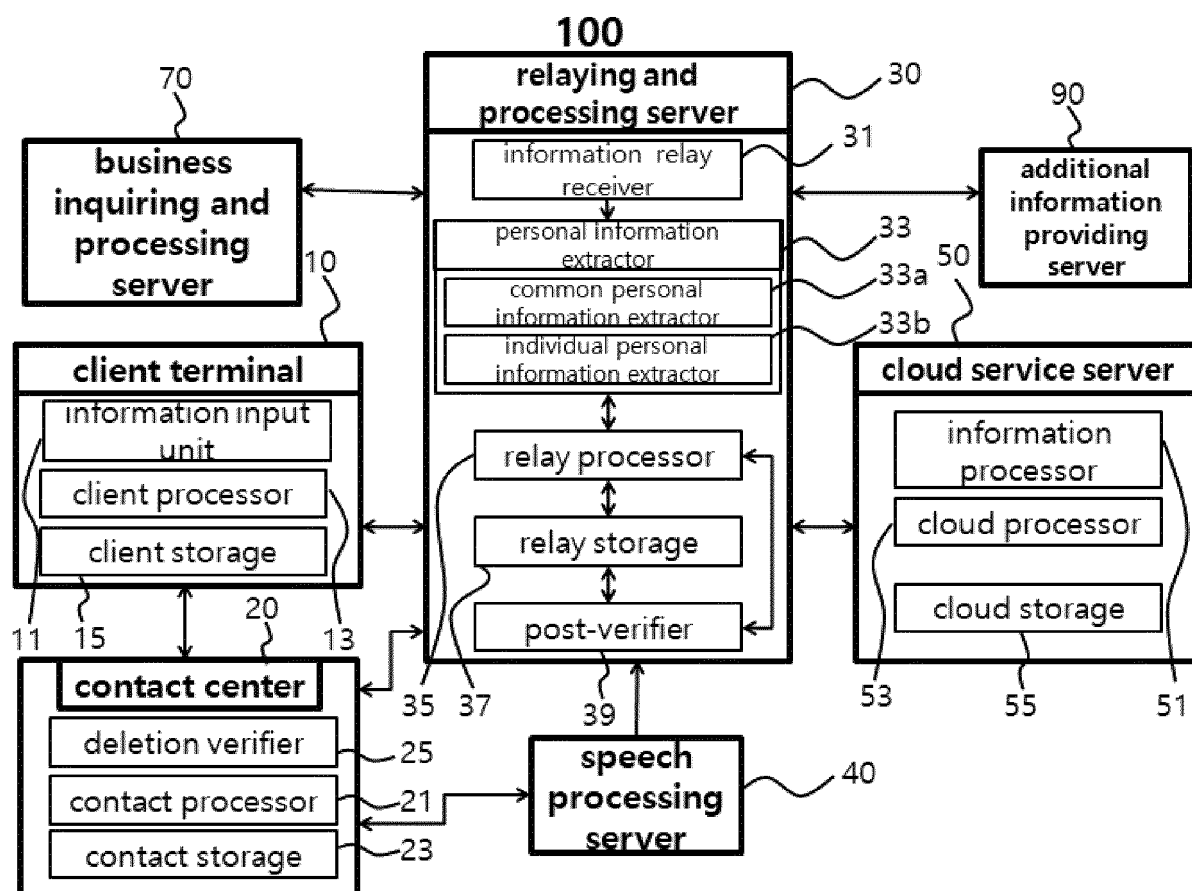 100
70
business
inquiring and
processing
server
relaying and
processing server
30
information relay
receiver
31
personal information
extractor
33
common personal
information extractor
33a
individual personal
information extractor
33b
relay processor
relay storage
post-verifier
35
37
39
90
additional
information
providing
server
10
client terminal
information input
unit
client processor
client storage
11
15
13
20
contact center
deletion verifier
25
contact processor
21
contact storage
23
speech
processing
server
40
50
cloud service server
information
processor
cloud processor
cloud storage
53
55
51